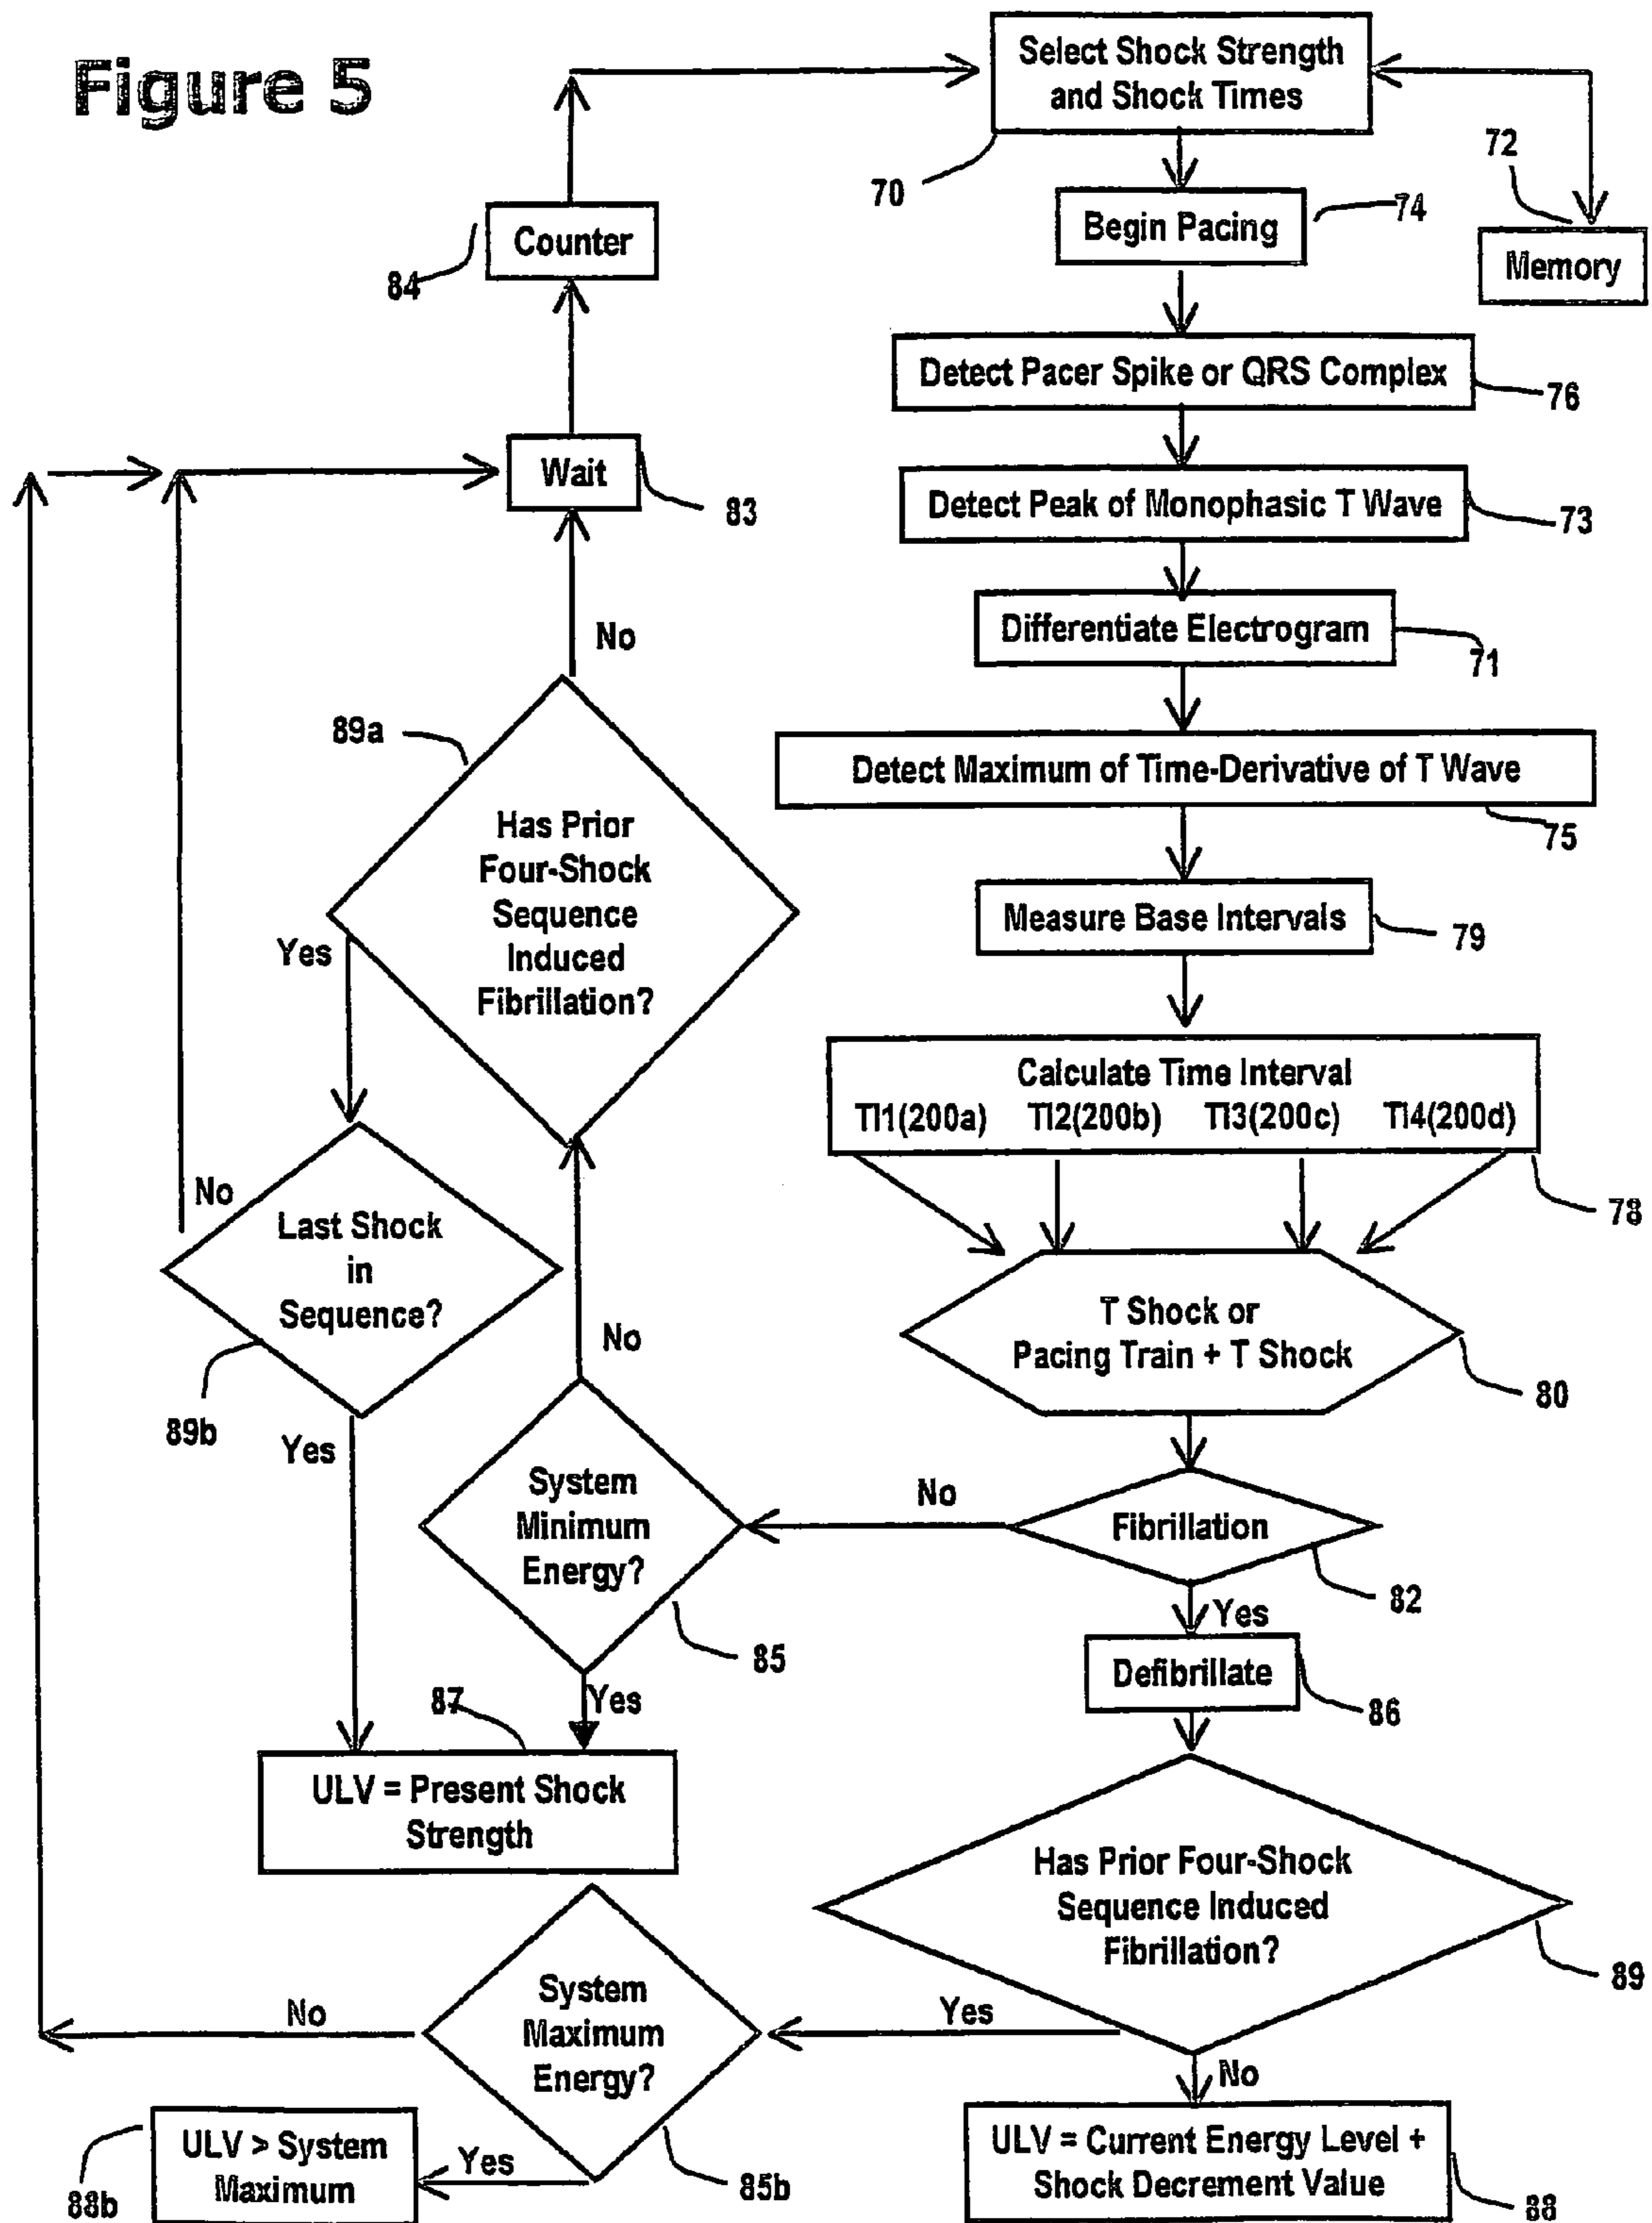 Figure 5
Select Shock Strength
and Shock Times
70
72
Memory
Begin Pacing
74
Counter
84
Detect Pacer Spike or QRS Complex
76
Wait
83
Detect Peak of Monophasic T Wave
73
Differentiate Electrogram
71
Detect Maximum of Time-Derivative of T Wave
75
Measure Base Intervals
79
Calculate Time Interval
TI1(200a) TI2(200b) TI3(200c) TI4(200d)
78
T Shock or
Pacing Train + T Shock
80
Fibrillation
82
No
Yes
Defibrillate
86
Has Prior Four-Shock
Sequence Induced
Fibrillation?
89
Yes
No
ULV = Current Energy Level +
Shock Decrement Value
88
No
89a
Has Prior
Four-Shock
Sequence
Induced
Fibrillation?
Yes
No
Last Shock
in
Sequence?
89b
Yes
No
System
Minimum
Energy?
85
Yes
87
ULV = Present Shock
Strength
System
Maximum
Energy?
85b
No
Yes
ULV > System
Maximum
88b